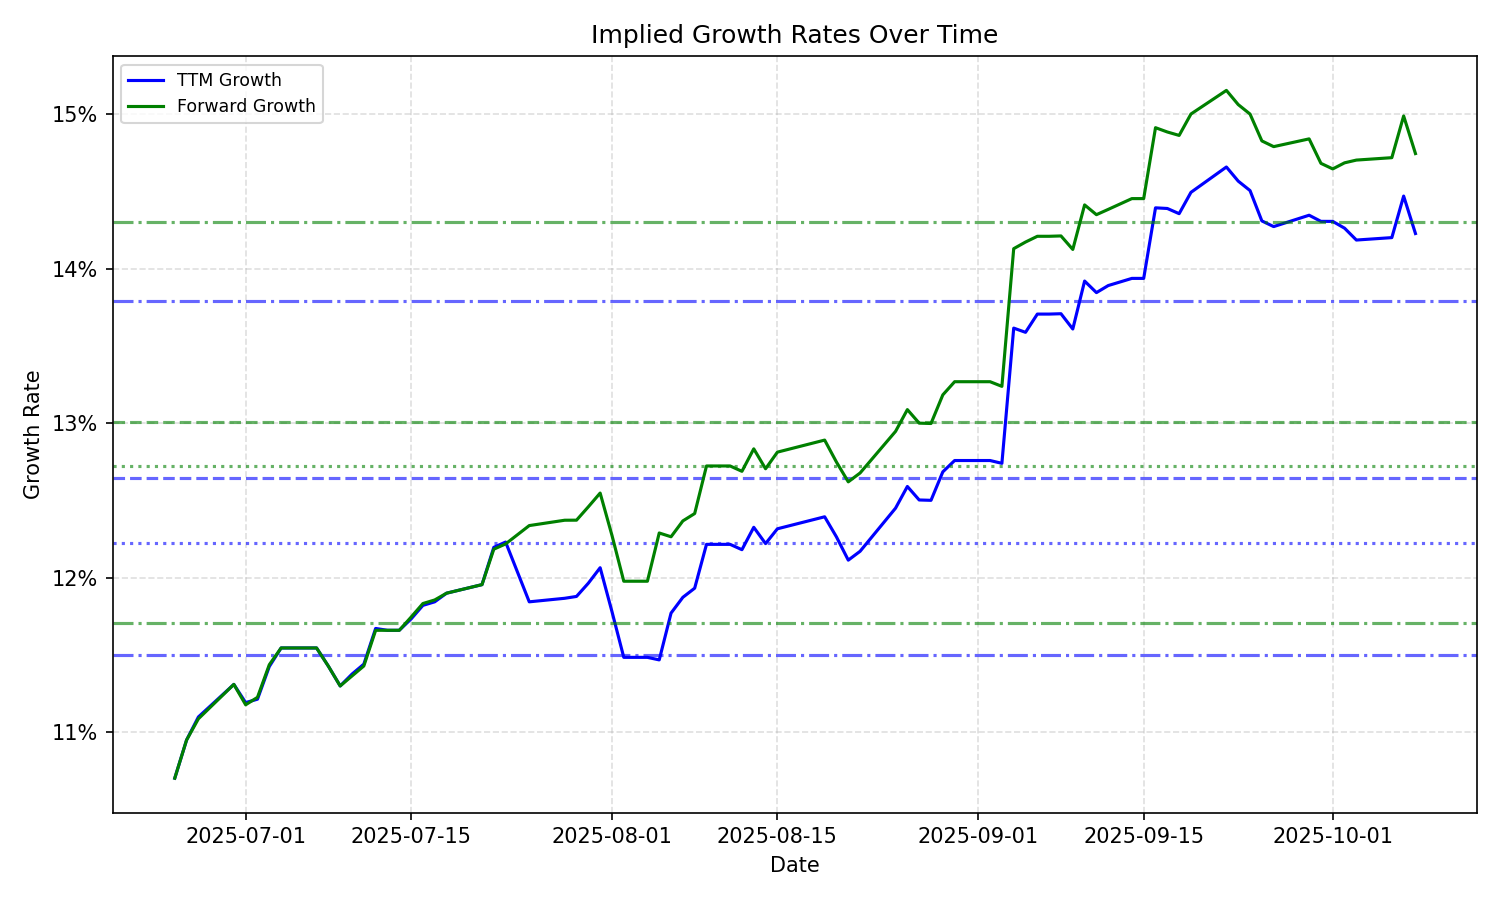 Implied Growth Rates Over Time
TTM Growth
Forward Growth
15%
14%
13%
12%
11%
Growth Rate
2025-07-01 2025-07-15 2025-08-01 2025-08-15 2025-09-01 2025-09-15 2025-10-01
Date